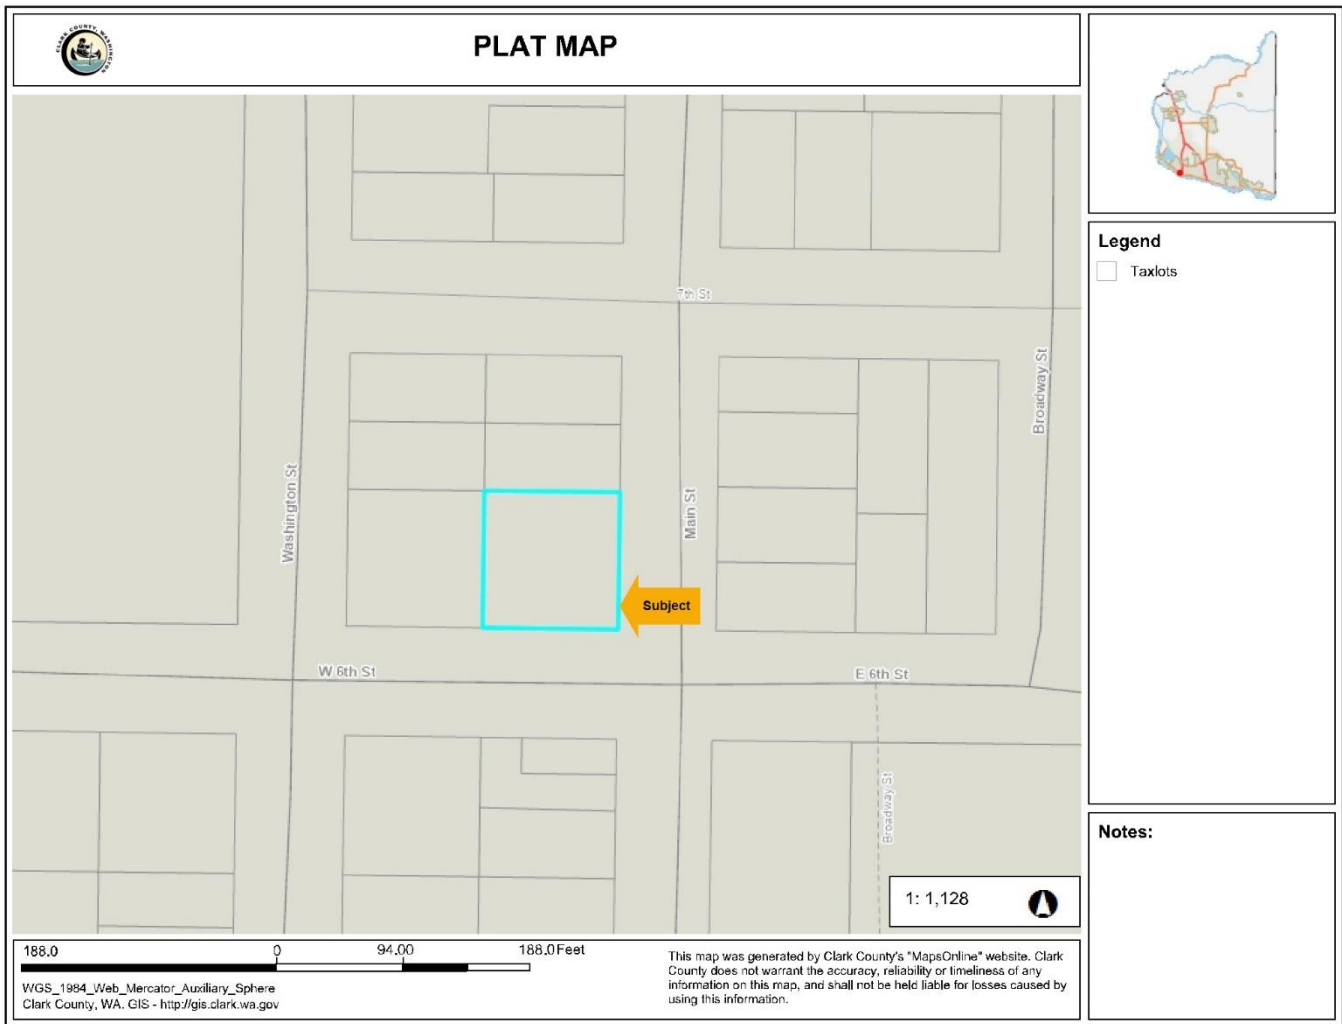 CLARK COUNTY, WASHINGTON
PLAT MAP
Legend
Taxlots
7th St
Broadway St
Washington St
Main St
Subject
W 6th St
E 6th St
Broadway St
1: 1,128
Notes:
188.0 0 94.00 188.0 Feet
WGS_1984_Web_Mercator_Auxiliary_Sphere
Clark County, WA. GIS - http://gis.clark.wa.gov
This map was generated by Clark County's "MapsOnline" website. Clark
County does not warrant the accuracy, reliability or timeliness of any
information on this map, and shall not be held liable for losses caused by
using this information.